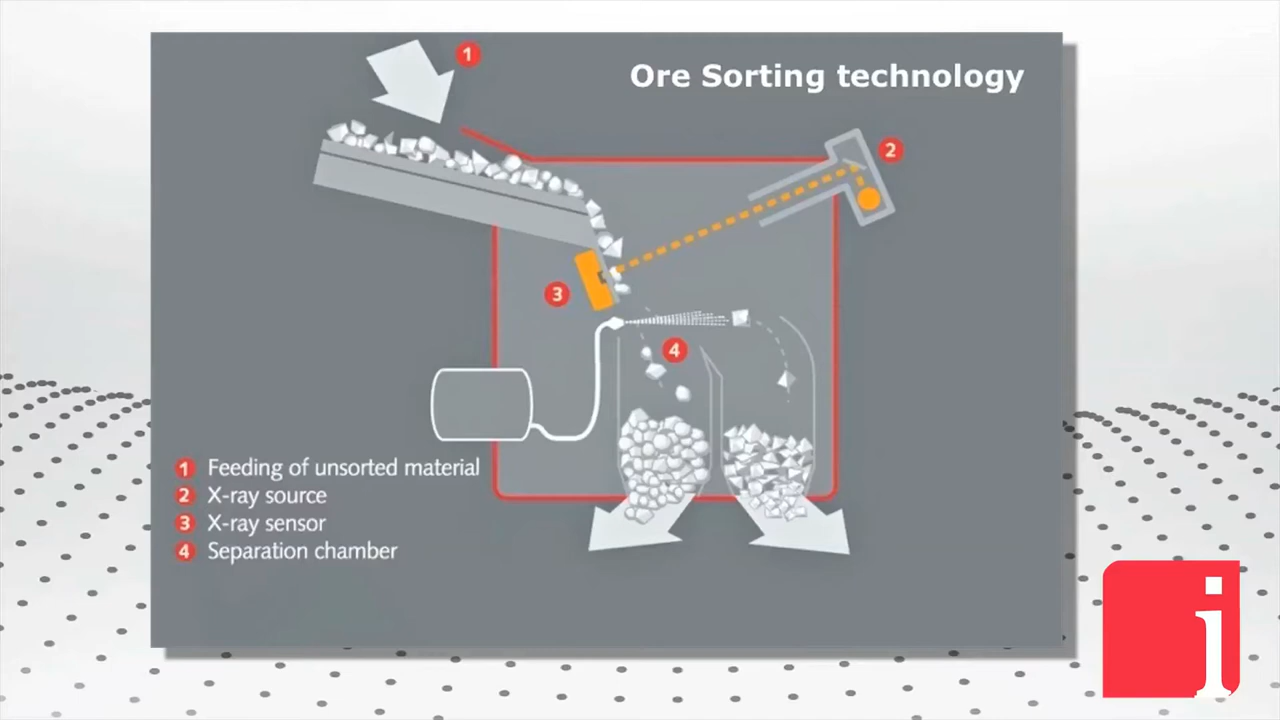 1
Ore Sorting technology
2
3
4
1 Feeding of unsorted material
2 X-ray source
3 X-ray sensor
4 Separation chamber
i